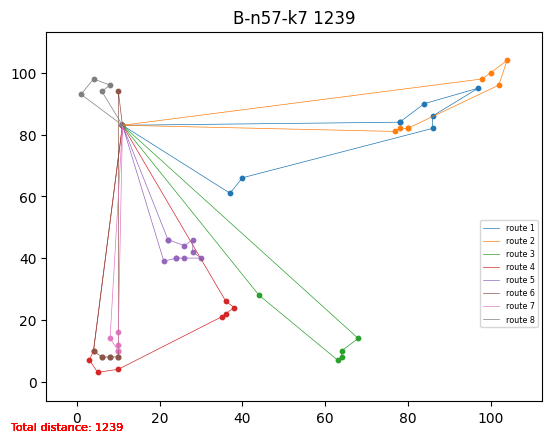 B-n57-k7 1239
100
80
60
40
20
0
route 1
route 2
route 3
route 4
route 5
route 6
route 7
route 8
0 20 40 60 80 100
Total distance: 1239